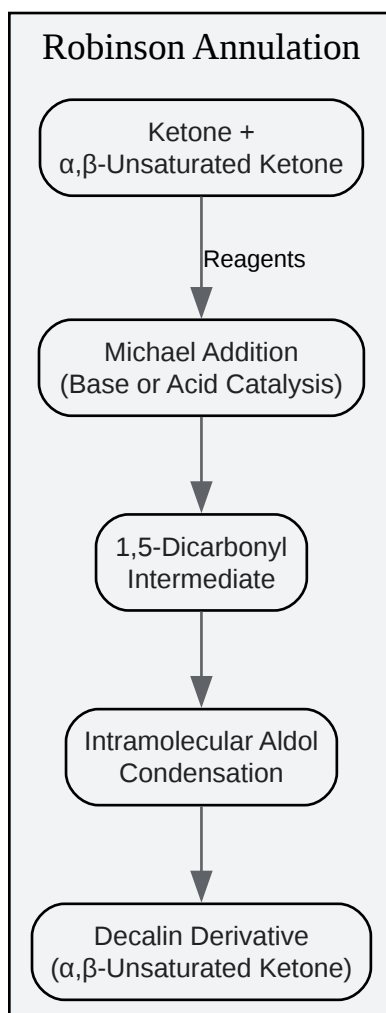 Robinson Annulation
Ketone +
α,β-Unsaturated Ketone
Reagents
Michael Addition
(Base or Acid Catalysis)
1,5-Dicarbonyl
Intermediate
Intramolecular Aldol
Condensation
Decalin Derivative
(α,β-Unsaturated Ketone)